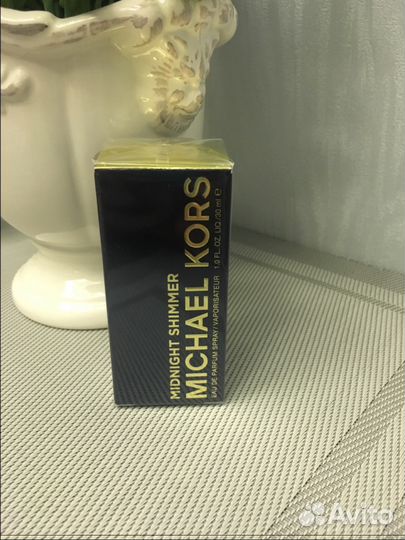 MIDNIGHT SHIMMER
MICHAEL KORS
EAU DE PARFUM SPRAY/VAPORISATEUR 1.0 FL. OZ. LIQ./30 ml ℮
Avito